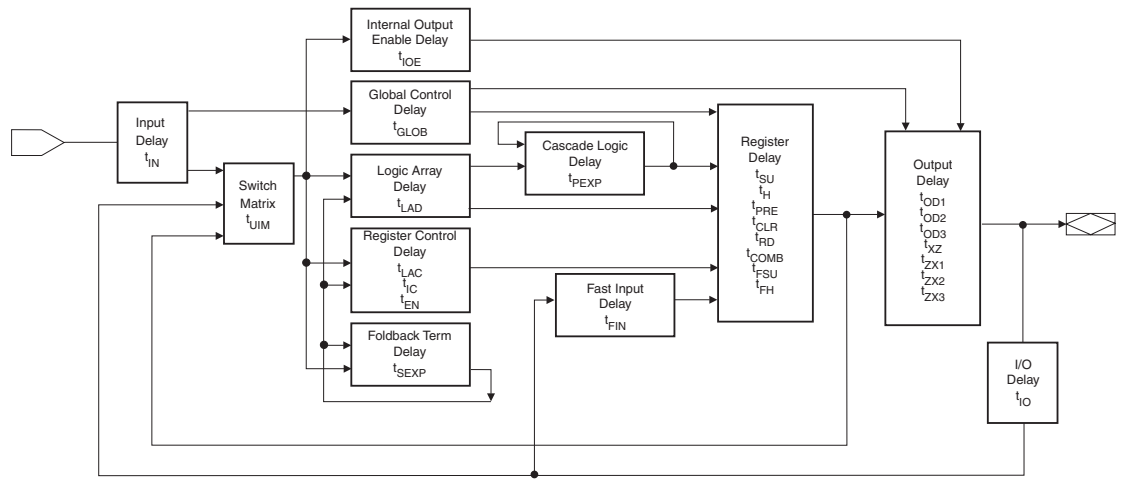 Internal Output
Enable Delay
tIOE
Global Control
Delay
tGLOB
Input
Delay
tIN
Switch
Matrix
tUIM
Logic Array
Delay
tLAD
Cascade Logic
Delay
tPEXP
Register Control
Delay
tLAC
tIC
tEN
Fast Input
Delay
tFIN
Foldback Term
Delay
tSEXP
Register
Delay
tSU
tH
tPRE
tCLR
tRD
tCOMB
tFSU
tFH
Output
Delay
tOD1
tOD2
tOD3
tXZ
tZX1
tZX2
tZX3
I/O
Delay
tIO